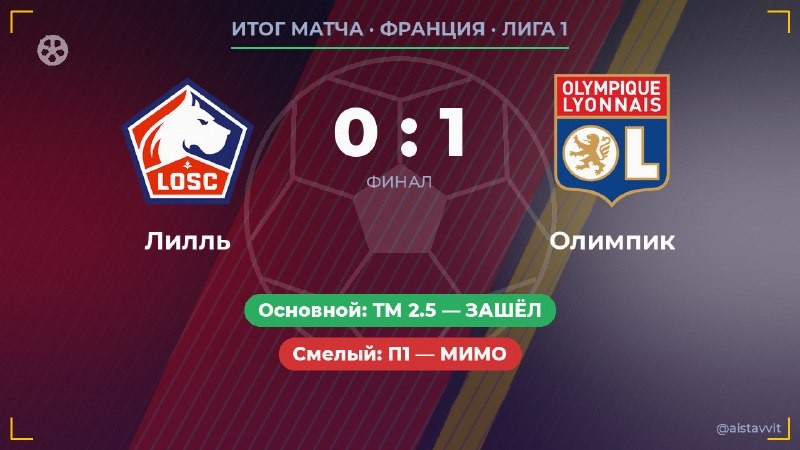 ИТОГ МАТЧА · ФРАНЦИЯ · ЛИГА 1
OLYMPIQUE
LYONNAIS
OL
LOSC
0 : 1
ФИНАЛ
Лилль
Олимпик
Основной: ТМ 2.5 — ЗАШЁЛ
Смелый: П1 — МИМО
@aistavvit